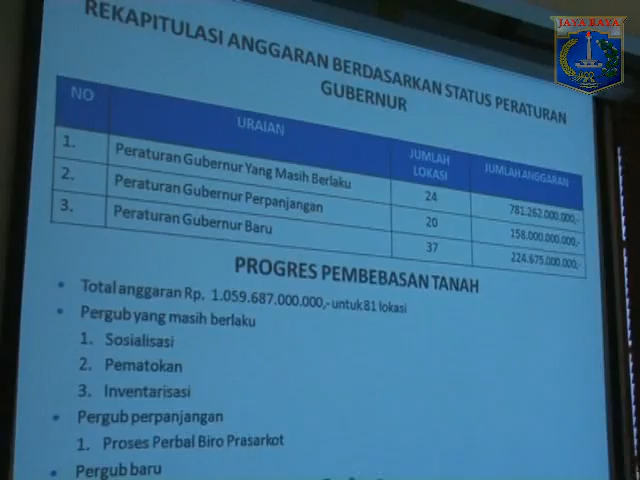 JAYA RAYA
REKAPITULASI ANGGARAN BERDASARKAN STATUS PERATURAN
GUBERNUR
NO URAIAN JUMLAH LOKASI JUMLAH ANGGARAN
1. Peraturan Gubernur Yang Masih Berlaku 24 781.262.000.000,-
2. Peraturan Gubernur Perpanjangan 20 158.000.000.000,-
3. Peraturan Gubernur Baru 37 224.675.000.000,-
PROGRES PEMBEBASAN TANAH
• Total anggaran Rp. 1.059.687.000.000,- untuk 81 lokasi
• Pergub yang masih berlaku
1. Sosialisasi
2. Pematokan
3. Inventarisasi
• Pergub perpanjangan
1. Proses Perbal Biro Prasarkot
• Pergub baru